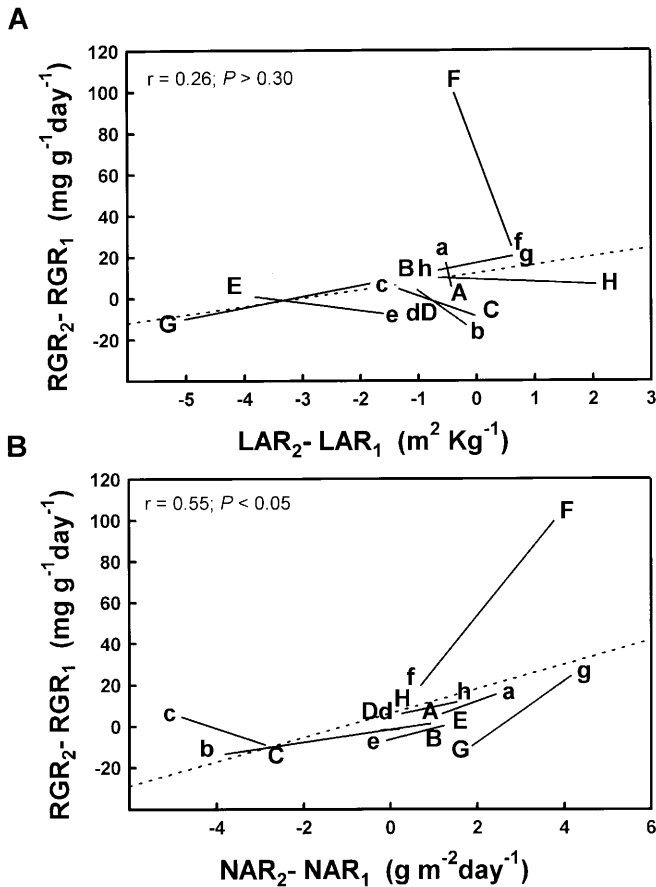 A
r = 0.26; P > 0.30
RGR2- RGR1 (mg g-1day-1)
120
100
80
60
40
20
0
-20
F
f
g
a
B h
H
A
c
E
G
e
d D
C
b
-5 -4 -3 -2 -1 0 1 2 3
LAR2- LAR1 (m2 Kg-1)
B
r = 0.55; P < 0.05
RGR2- RGR1 (mg g-1day-1)
120
100
80
60
40
20
0
-20
F
f
g
H
h
a
D d
A
E
c
B
e
b
C
G
-4 -2 0 2 4 6
NAR2- NAR1 (g m-2day-1)